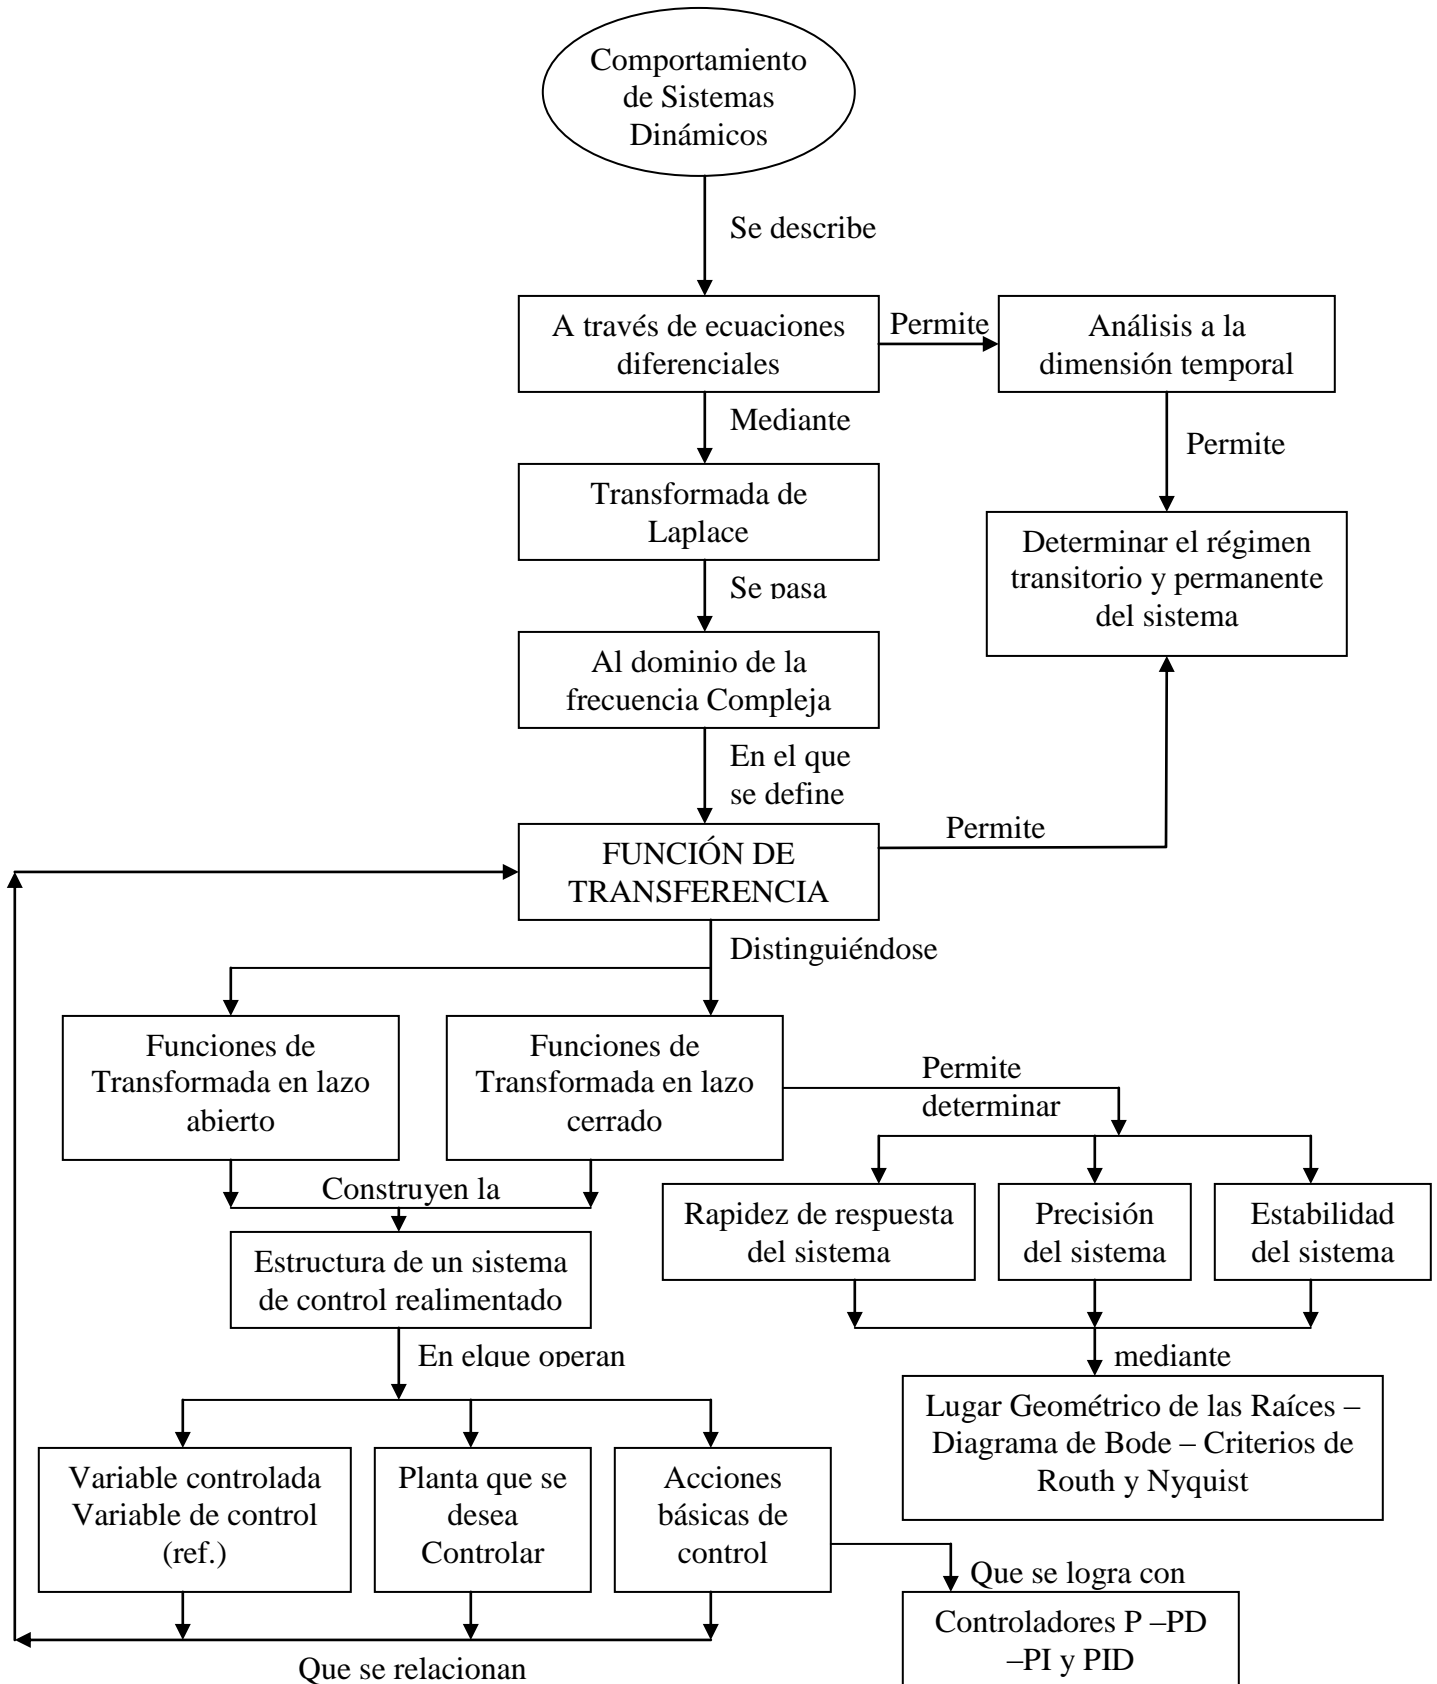 Comportamiento
de Sistemas
Dinámicos
Se describe
A través de ecuaciones
diferenciales
Permite
Análisis a la
dimensión temporal
Mediante
Permite
Transformada de
Laplace
Determinar el régimen
transitorio y permanente
del sistema
Se pasa
Al dominio de la
frecuencia Compleja
En el que
se define
Permite
FUNCIÓN DE
TRANSFERENCIA
Distinguiéndose
Funciones de
Transformada en lazo
abierto
Funciones de
Transformada en lazo
cerrado
Permite
determinar
Construyen la
Rapidez de respuesta
del sistema
Precisión
del sistema
Estabilidad
del sistema
Estructura de un sistema
de control realimentado
En elque operan
mediante
Lugar Geométrico de las Raíces –
Diagrama de Bode – Criterios de
Routh y Nyquist
Variable controlada
Variable de control
(ref.)
Planta que se
desea
Controlar
Acciones
básicas de
control
Que se logra con
Controladores P –PD
–PI y PID
Que se relacionan